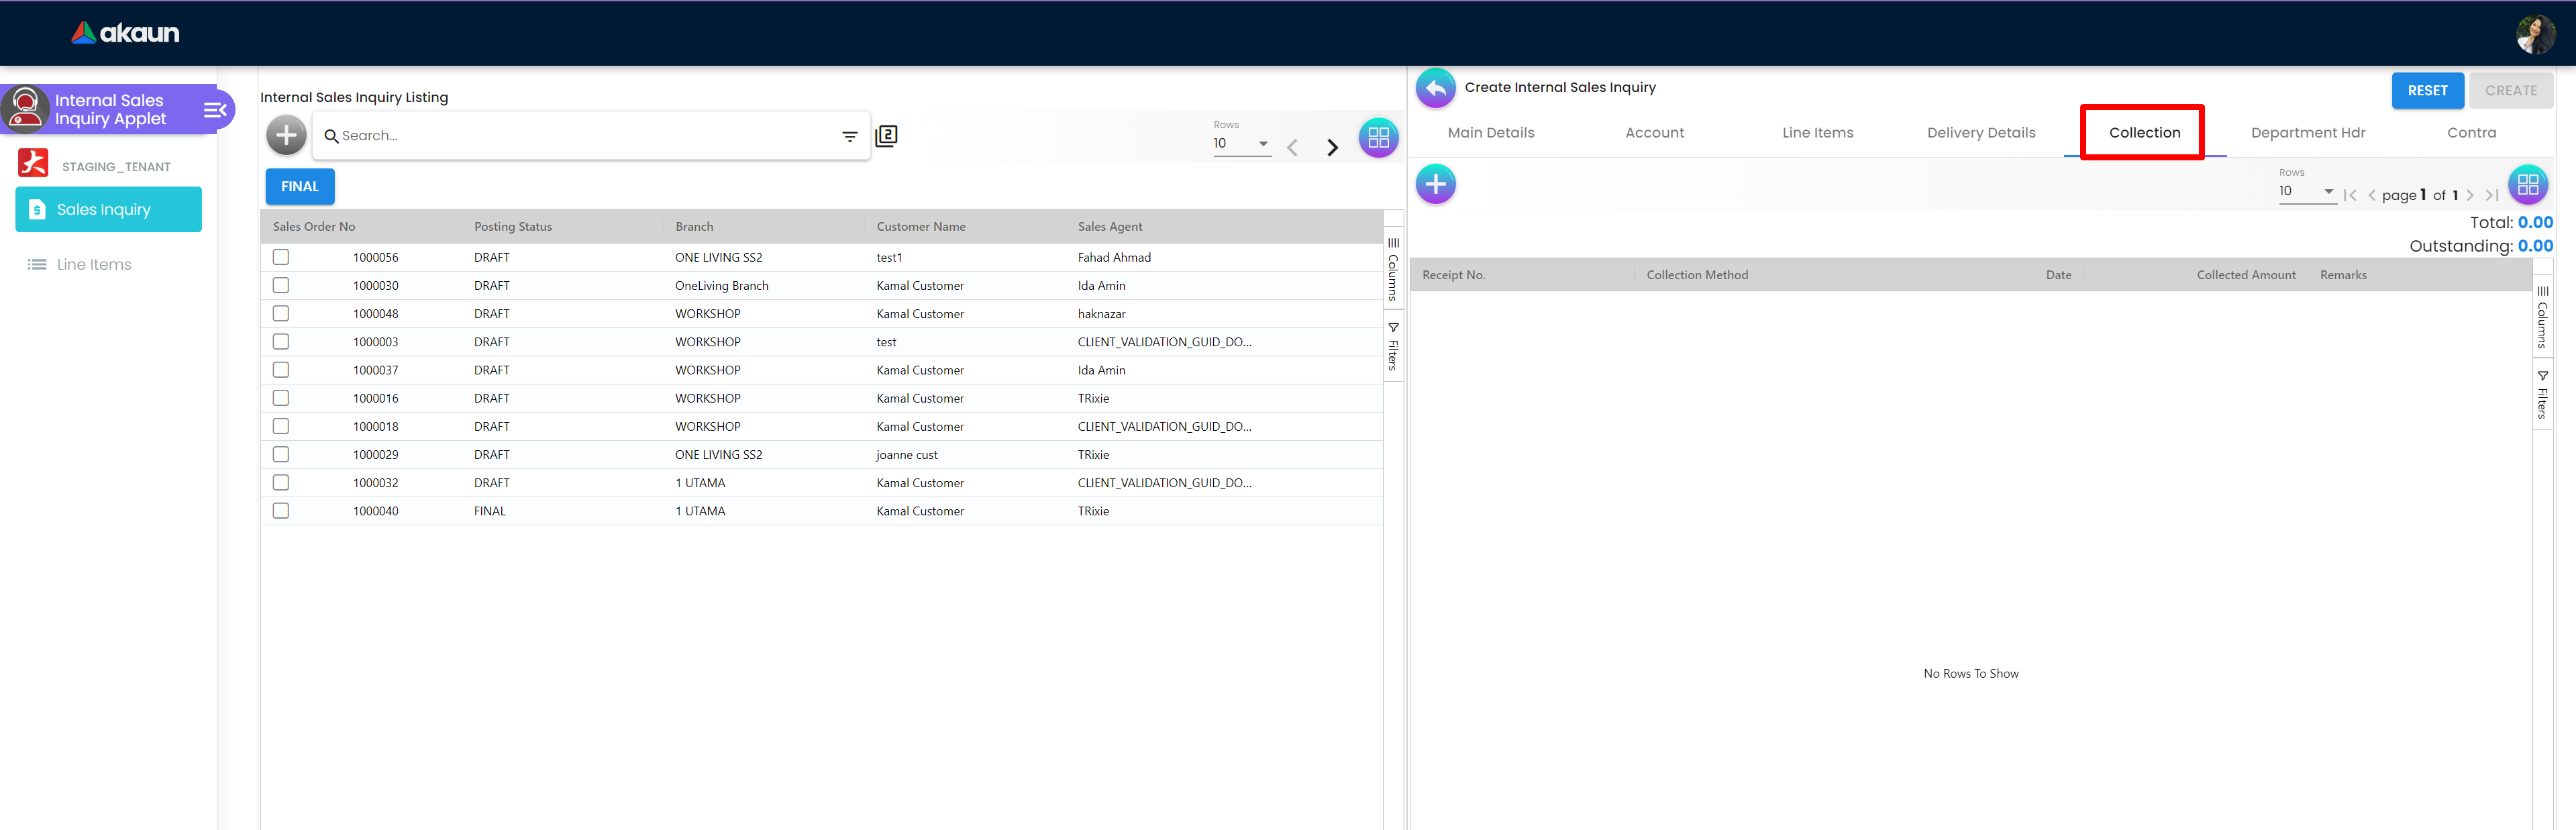 akaun
Internal Sales
Inquiry Applet
STAGING_TENANT
Sales Inquiry
Line Items
Internal Sales Inquiry Listing
Search...
2
Rows
10
FINAL
Sales Order No Posting Status Branch Customer Name Sales Agent
1000056 DRAFT ONE LIVING SS2 test1 Fahad Ahmad
1000030 DRAFT OneLiving Branch Kamal Customer Ida Amin
1000048 DRAFT WORKSHOP Kamal Customer haknazar
1000003 DRAFT WORKSHOP test CLIENT_VALIDATION_GUID_DO...
1000037 DRAFT WORKSHOP Kamal Customer Ida Amin
1000016 DRAFT WORKSHOP Kamal Customer TRixie
1000018 DRAFT WORKSHOP Kamal Customer CLIENT_VALIDATION_GUID_DO...
1000029 DRAFT ONE LIVING SS2 joanne cust TRixie
1000032 DRAFT 1 UTAMA Kamal Customer CLIENT_VALIDATION_GUID_DO...
1000040 FINAL 1 UTAMA Kamal Customer TRixie
Columns
Filters
Create Internal Sales Inquiry
RESET CREATE
Main Details Account Line Items Delivery Details Collection Department Hdr Contra
Rows
10
page 1 of 1
Total: 0.00
Outstanding: 0.00
Receipt No. Collection Method Date Collected Amount Remarks
No Rows To Show
Columns
Filters